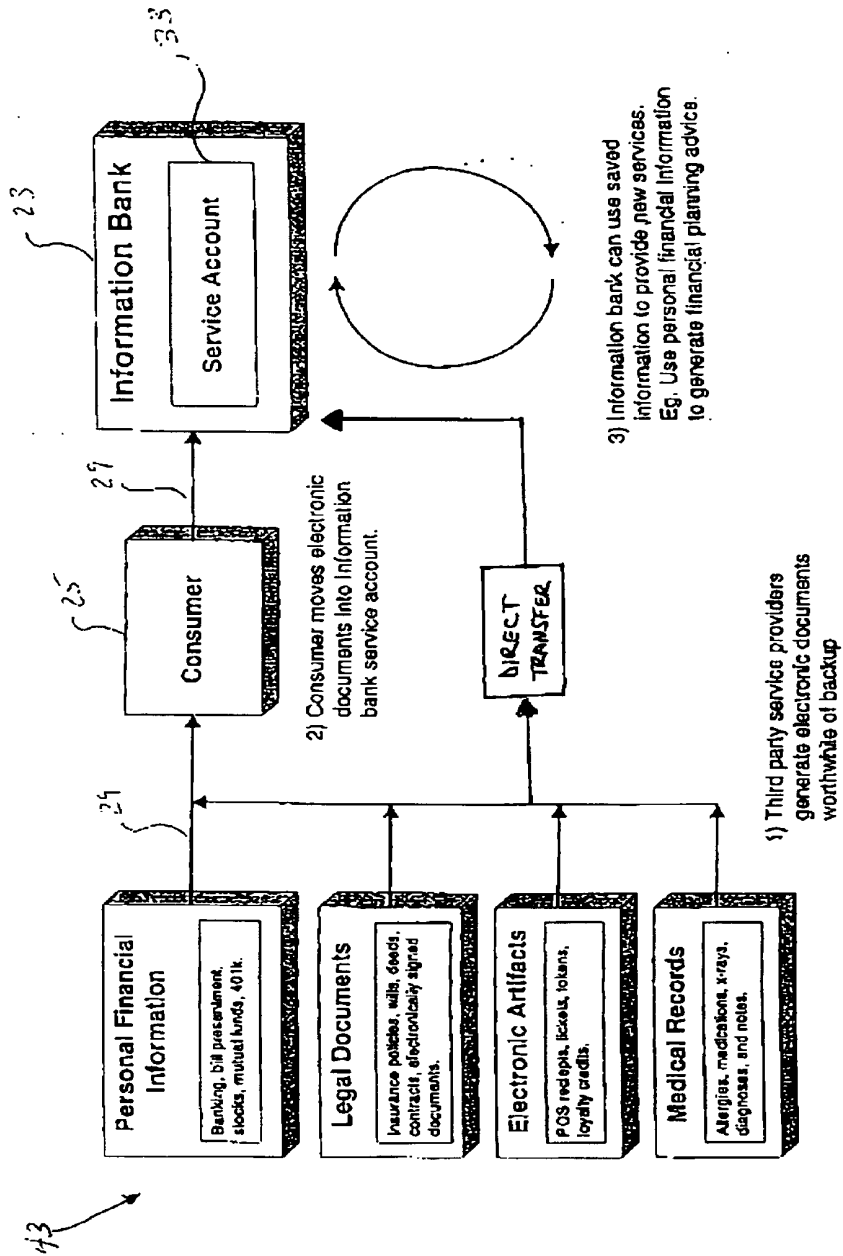 43
Personal Financial
Information
Banking, bill presentment,
stocks, mutual funds, 401k.
Legal Documents
Insurance policies, wills, deeds,
contracts, electronically signed
documents.
Electronic Artifacts
POS reciepts, tickets, tokens,
loyalty credits.
Medical Records
Allergies, medications, x-rays,
diagnoses, and notes.
1) Third party service providers
generate electronic documents
worthwhile of backup
29
25
Consumer
2) Consumer moves electronic
documents Into Information
bank service account.
DIRECT
TRANSFER
29
23
Information Bank
33
Service Account
3) Information bank can use saved
information to provide new services.
Eg. Use personal financial Information
to generate financial planning advice.